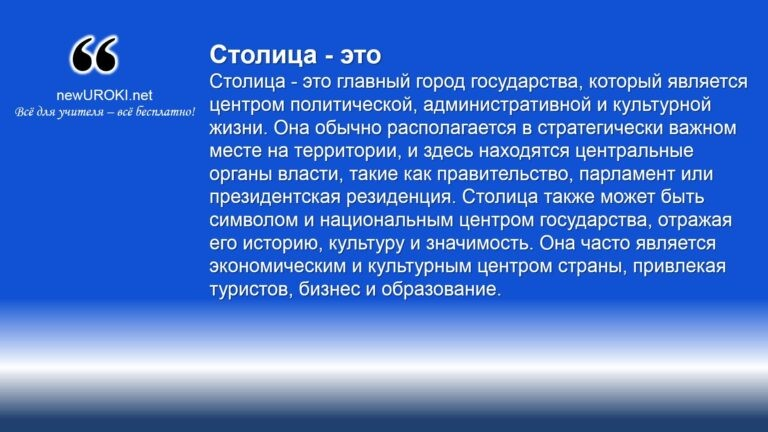 newUROKI.net
Всё для учителя – всё бесплатно!
Столица - это
Столица - это главный город государства, который является
центром политической, административной и культурной
жизни. Она обычно располагается в стратегически важном
месте на территории, и здесь находятся центральные
органы власти, такие как правительство, парламент или
президентская резиденция. Столица также может быть
символом и национальным центром государства, отражая
его историю, культуру и значимость. Она часто является
экономическим и культурным центром страны, привлекая
туристов, бизнес и образование.